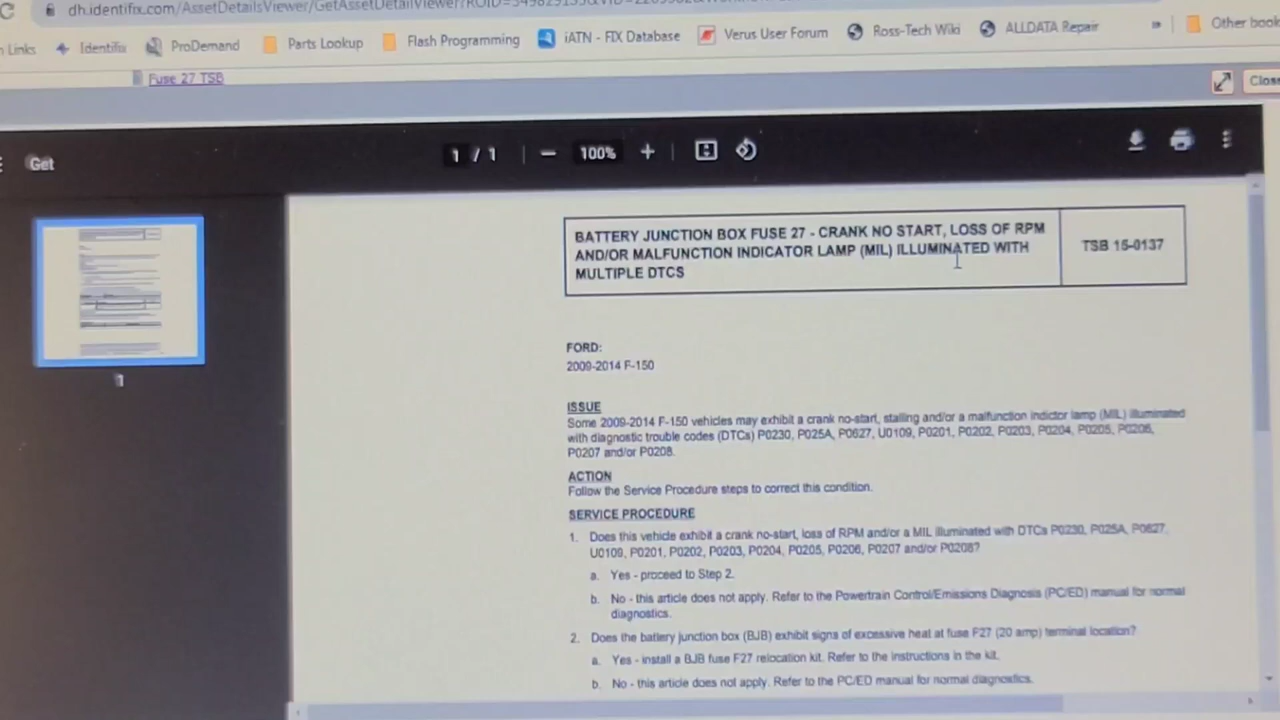 dh.identifix.com/AssetDetailsViewer/GetAssetDetailViewer?
Links Identifix ProDemand Parts Lookup Flash Programming iATN - FIX Database Verus User Forum Ross-Tech Wiki ALLDATA Repair » Other book
Fuse 27 TSB
Clos
Get 1 / 1 — 100% +
BATTERY JUNCTION BOX FUSE 27 - CRANK NO START, LOSS OF RPM
AND/OR MALFUNCTION INDICATOR LAMP (MIL) ILLUMINATED WITH
MULTIPLE DTCS
TSB 15-0137
1
FORD:
2009-2014 F-150
ISSUE
Some 2009-2014 F-150 vehicles may exhibit a crank no-start, stalling and/or a malfunction indictor lamp (MIL) illuminated
with diagnostic trouble codes (DTCs) P0230, P025A, P0627, U0109, P0201, P0202, P0203, P0204, P0205, P0206,
P0207 and/or P0208.
ACTION
Follow the Service Procedure steps to correct this condition.
SERVICE PROCEDURE
1. Does this vehicle exhibit a crank no-start, loss of RPM and/or a MIL illuminated with DTCs P0230, P025A, P0627,
U0109, P0201, P0202, P0203, P0204, P0205, P0206, P0207 and/or P0208?
a. Yes - proceed to Step 2.
b. No - this article does not apply. Refer to the Powertrain Control/Emissions Diagnosis (PC/ED) manual for normal
diagnostics.
2. Does the battery junction box (BJB) exhibit signs of excessive heat at fuse F27 (20 amp) terminal location?
a. Yes - install a BJB fuse F27 relocation kit. Refer to the instructions in the kit.
b. No - this article does not apply. Refer to the PC/ED manual for normal diagnostics.